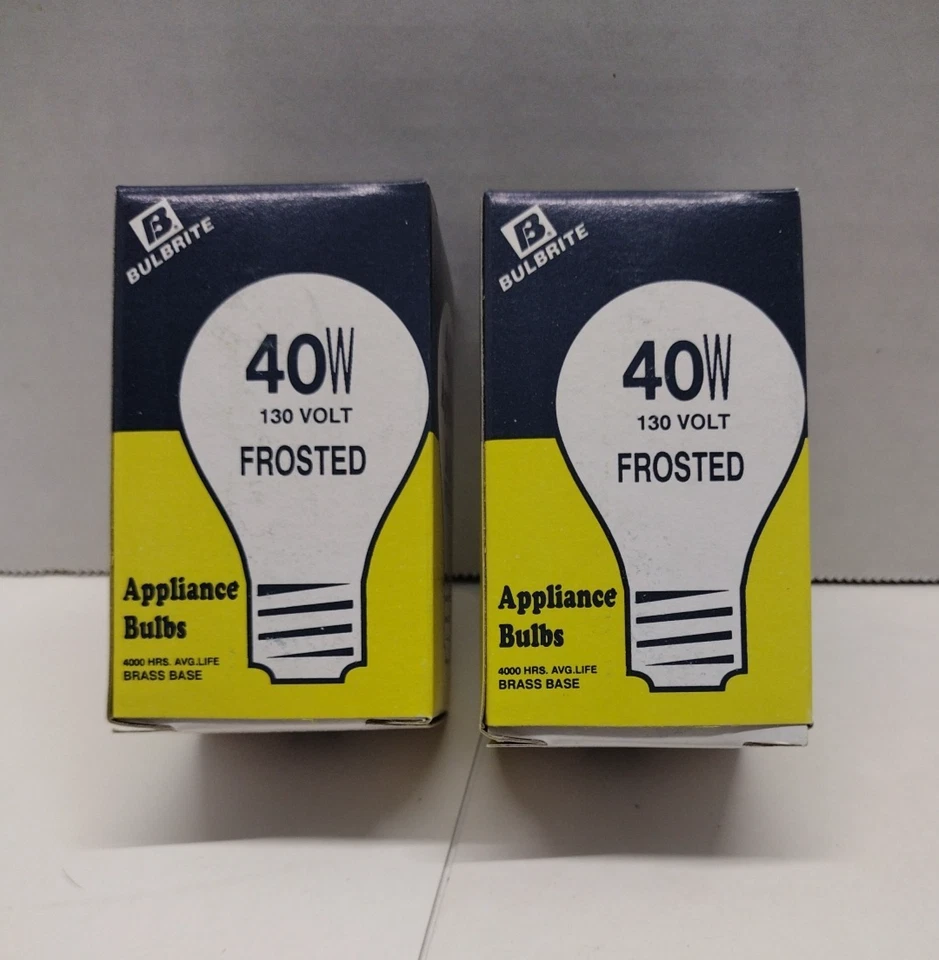 B.
BULBRITE
40W
130 VOLT
FROSTED
Appliance
Bulbs
4000 HRS. AVG.LIFE
BRASS BASE
B.
BULBRITE
40W
130 VOLT
FROSTED
Appliance
Bulbs
4000 HRS. AVG.LIFE
BRASS BASE